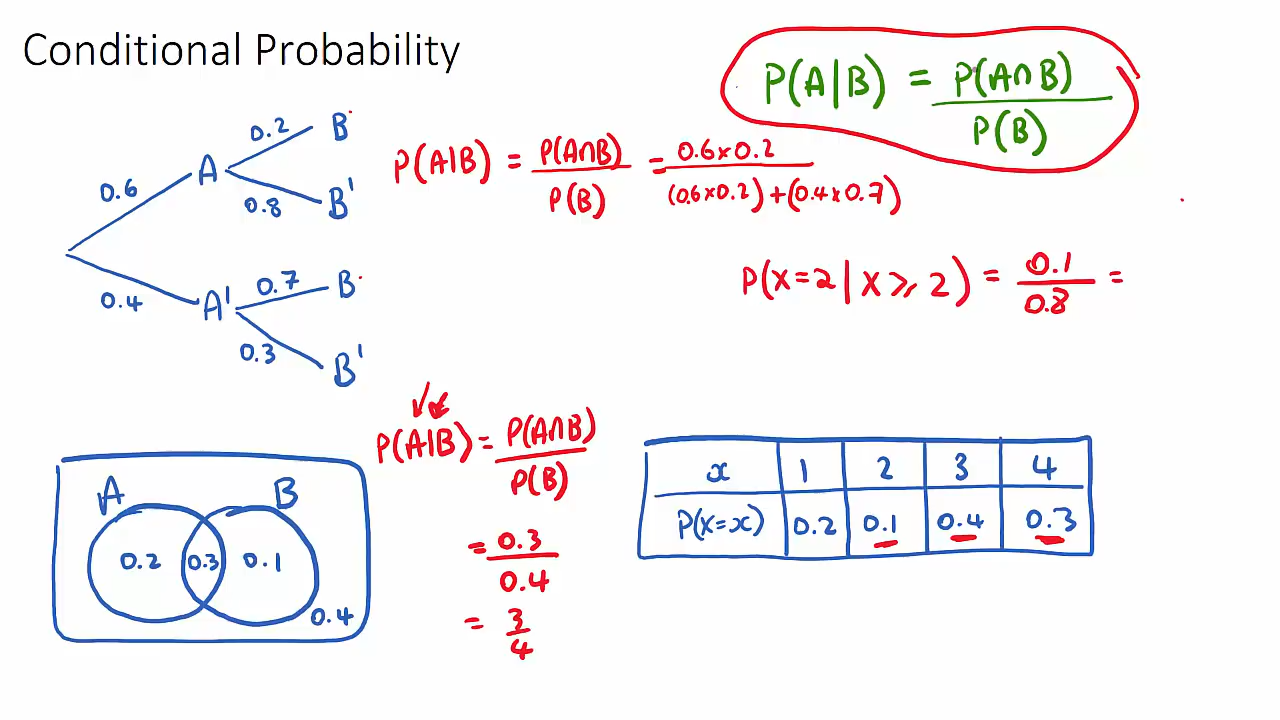 Conditional Probability
P(A|B) = P(A∩B)
P(B)
0.6
0.4
A
A'
0.2
B
0.8
B'
0.7
B
0.3
B'
P(A|B) = P(A∩B) = 0.6×0.2
P(B) (0.6×0.2)+(0.4×0.7)
P(X=2|X⩾2) = 0.1 =
0.8
A B
0.2 0.3 0.1
0.4
P(A|B) = P(A∩B)
P(B)
= 0.3
0.4
= 3
4
x 1 2 3 4
P(X=x) 0.2 0.1 0.4 0.3